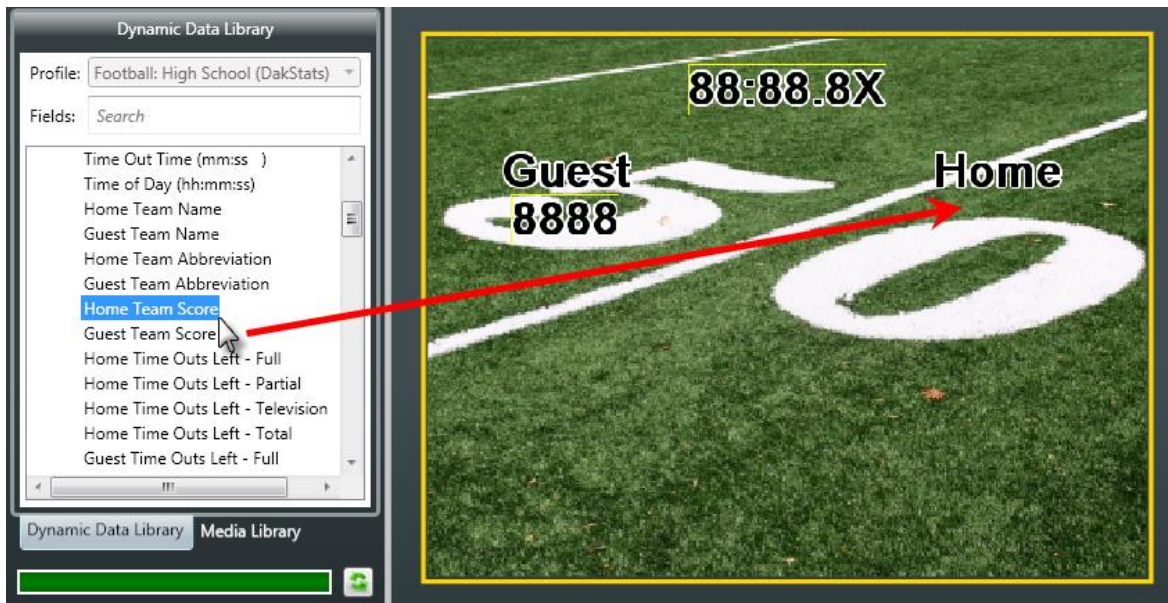 Dynamic Data Library
Profile: Football: High School (DakStats)
Fields: Search
Time Out Time (mm:ss )
Time of Day (hh:mm:ss)
Home Team Name
Guest Team Name
Home Team Abbreviation
Guest Team Abbreviation
Home Team Score
Guest Team Score
Home Time Outs Left - Full
Home Time Outs Left - Partial
Home Time Outs Left - Television
Home Time Outs Left - Total
Guest Time Outs Left - Full
Dynamic Data Library Media Library
88:88.8X
Guest Home
8888
50